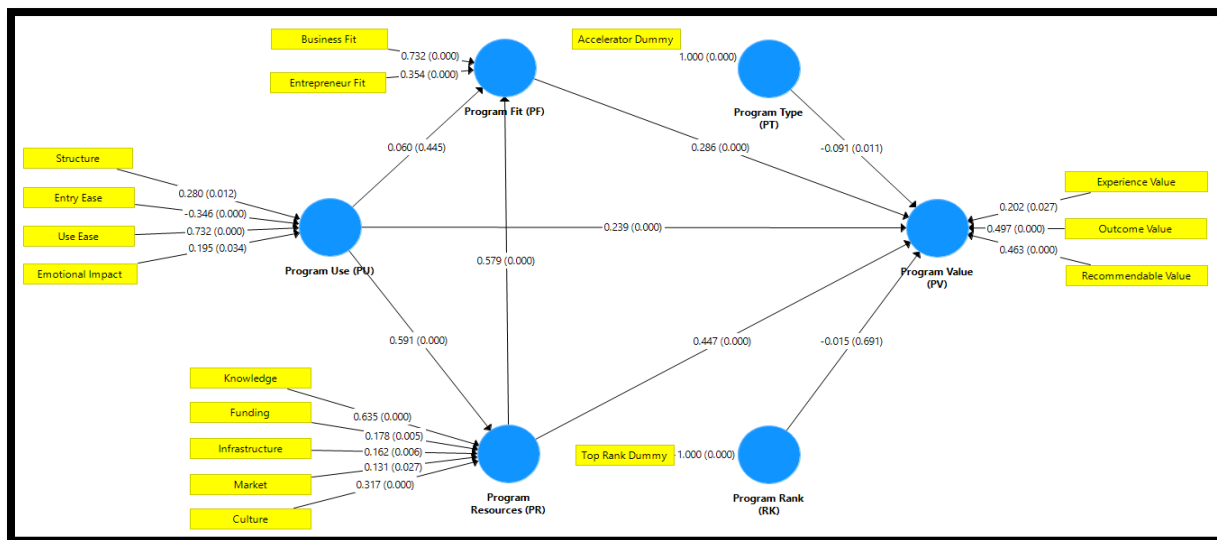 Business Fit
0.732 (0.000)
Entrepreneur Fit
0.354 (0.000)
Program Fit (PF)
Accelerator Dummy
1.000 (0.000)
Program Type
(PT)
0.060 (0.445)
0.286 (0.000)
-0.091 (0.011)
Structure
0.280 (0.012)
Entry Ease
-0.346 (0.000)
Use Ease
0.732 (0.000)
Emotional Impact
0.195 (0.034)
Program Use (PU)
0.239 (0.000)
Experience Value
0.202 (0.027)
Outcome Value
0.497 (0.000)
Recommendable Value
0.463 (0.000)
Program Value
(PV)
0.579 (0.000)
0.591 (0.000)
0.447 (0.000)
-0.015 (0.691)
Knowledge
0.635 (0.000)
Funding
0.178 (0.005)
Infrastructure
0.162 (0.006)
Market
0.131 (0.027)
Culture
0.317 (0.000)
Program
Resources (PR)
Top Rank Dummy
1.000 (0.000)
Program Rank
(RK)